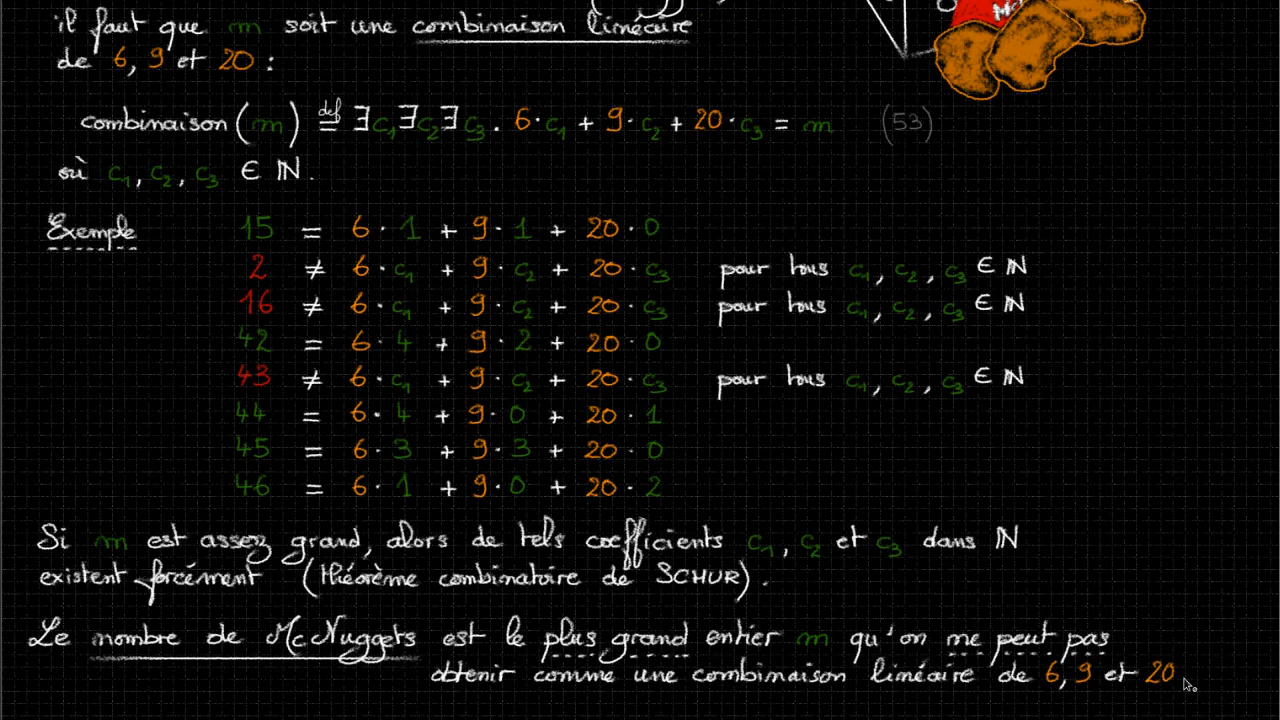 il faut que m soit une combinaison linéaire
de 6, 9 et 20 :
combinaison (m) ≝ ∃c₁∃c₂∃c₃ . 6·c₁ + 9·c₂ + 20·c₃ = m (53)
où c₁, c₂, c₃ ∈ ℕ.
Exemple 15 = 6·1 + 9·1 + 20·0
2 ≠ 6·c₁ + 9·c₂ + 20·c₃ pour tous c₁, c₂, c₃ ∈ ℕ
16 ≠ 6·c₁ + 9·c₂ + 20·c₃ pour tous c₁, c₂, c₃ ∈ ℕ
42 = 6·4 + 9·2 + 20·0
43 ≠ 6·c₁ + 9·c₂ + 20·c₃ pour tous c₁, c₂, c₃ ∈ ℕ
44 = 6·4 + 9·0 + 20·1
45 = 6·3 + 9·3 + 20·0
46 = 6·1 + 9·0 + 20·2
Si m est assez grand, alors de tels coefficients c₁, c₂ et c₃ dans ℕ
existent forcément (théorème combinatoire de SCHUR).
Le nombre de McNuggets est le plus grand entier m qu'on ne peut pas
obtenir comme une combinaison linéaire de 6, 9 et 20